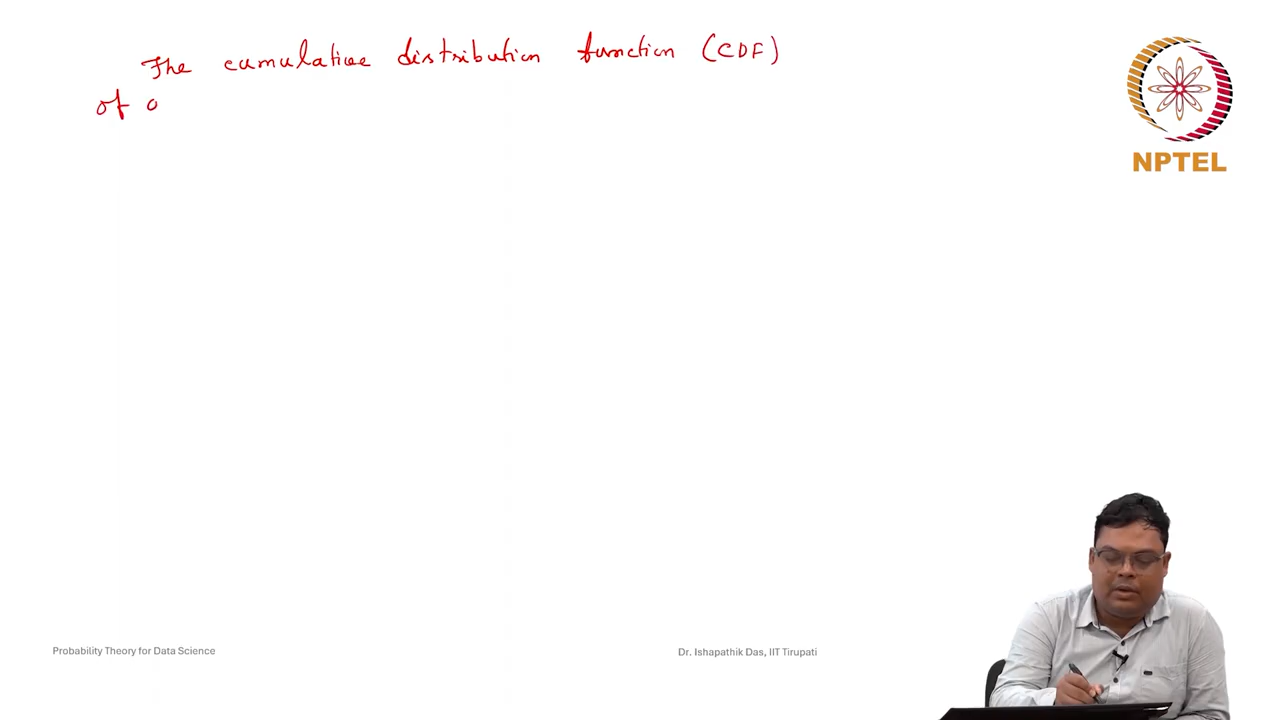 The cumulative distribution function (CDF)
of a
NPTEL
Probability Theory for Data Science
Dr. Ishapathik Das, IIT Tirupati